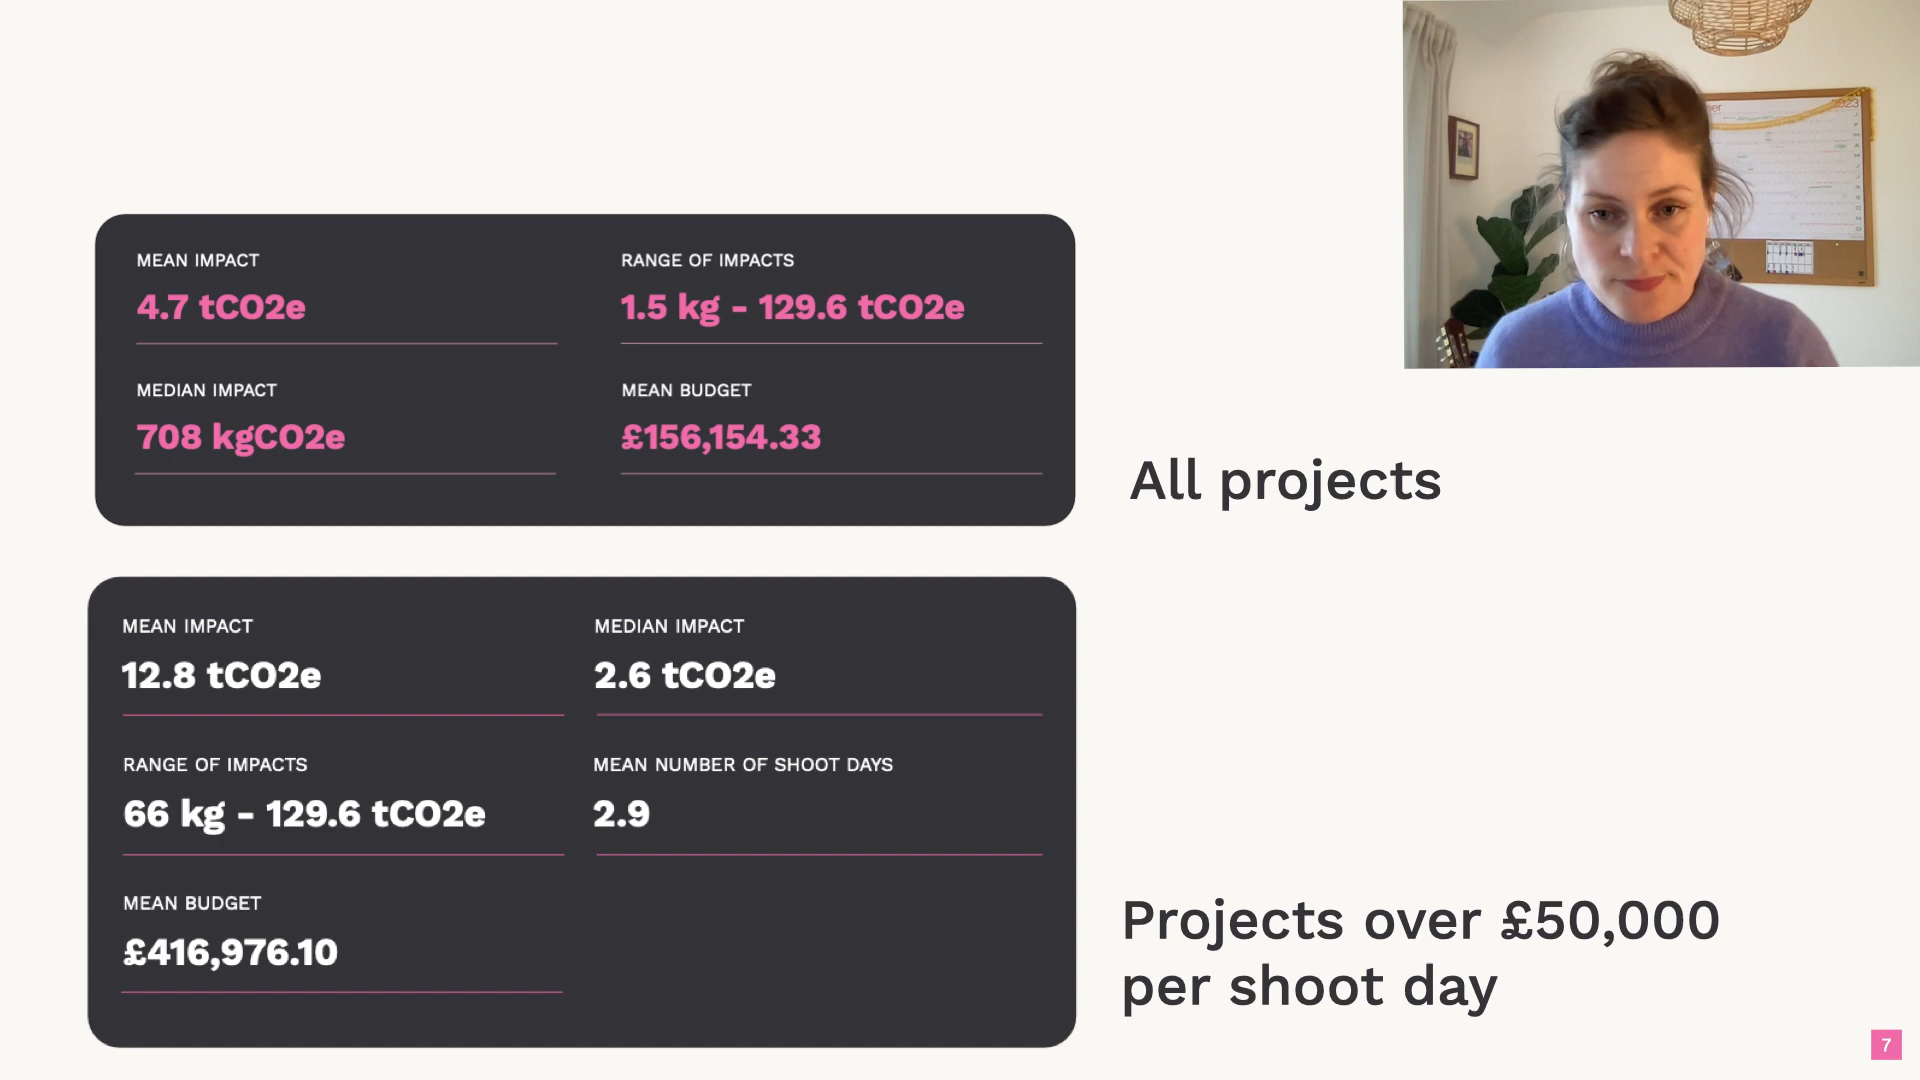 MEAN IMPACT
4.7 tCO2e
RANGE OF IMPACTS
1.5 kg - 129.6 tCO2e
MEDIAN IMPACT
708 kgCO2e
MEAN BUDGET
£156,154.33
All projects
MEAN IMPACT
12.8 tCO2e
MEDIAN IMPACT
2.6 tCO2e
RANGE OF IMPACTS
66 kg - 129.6 tCO2e
MEAN NUMBER OF SHOOT DAYS
2.9
MEAN BUDGET
£416,976.10
Projects over £50,000
per shoot day
7